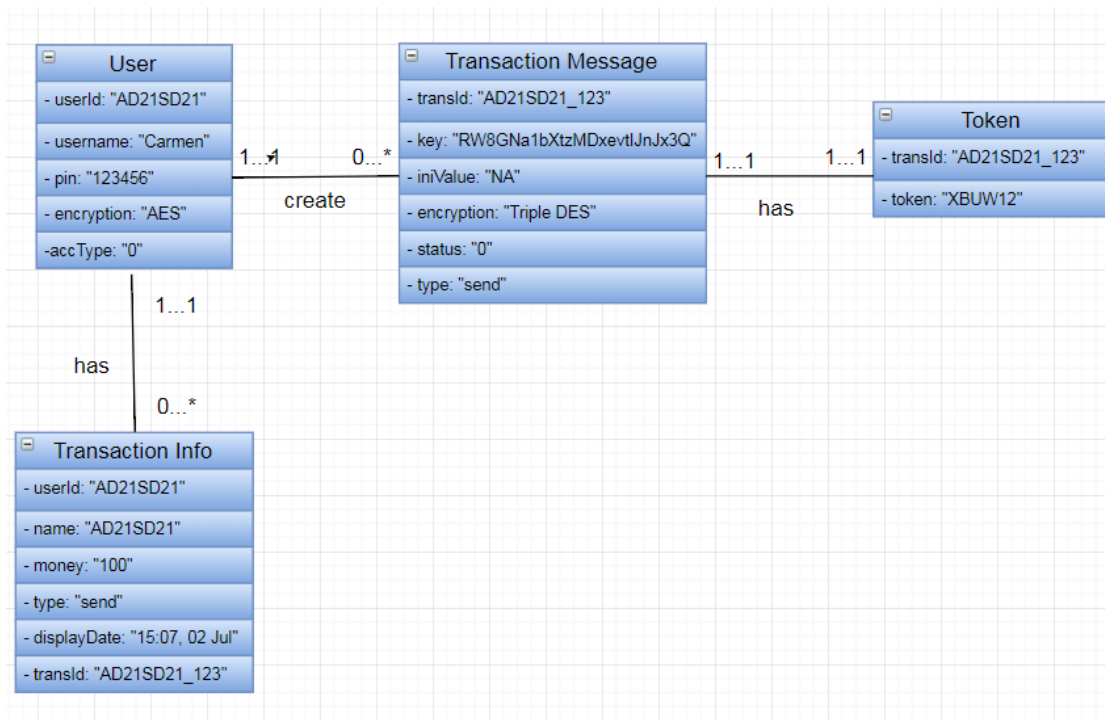 User
- userId: "AD21SD21"
- username: "Carmen"
- pin: "123456"
- encryption: "AES"
-accType: "0"
1...1
0...*
create
Transaction Message
- transId: "AD21SD21_123"
- key: "RW8GNa1bXtzMDxevtIJnJx3Q"
- iniValue: "NA"
- encryption: "Triple DES"
- status: "0"
- type: "send"
1...1
1...1
has
Token
- transId: "AD21SD21_123"
- token: "XBUW12"
1...1
has
0...*
Transaction Info
- userId: "AD21SD21"
- name: "AD21SD21"
- money: "100"
- type: "send"
- displayDate: "15:07, 02 Jul"
- transId: "AD21SD21_123"